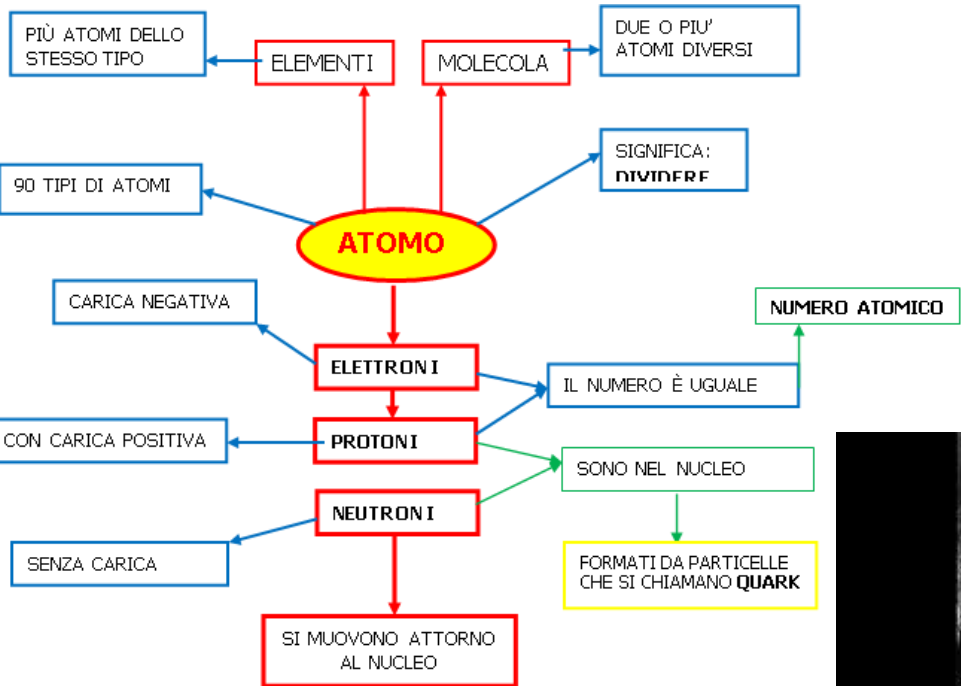 PIÙ ATOMI DELLO
STESSO TIPO
ELEMENTI
MOLECOLA
DUE O PIU'
ATOMI DIVERSI
90 TIPI DI ATOMI
SIGNIFICA:
DIVIDERE
ATOMO
CARICA NEGATIVA
NUMERO ATOMICO
ELETTRONI
IL NUMERO È UGUALE
CON CARICA POSITIVA
PROTONI
SONO NEL NUCLEO
NEUTRONI
SENZA CARICA
FORMATI DA PARTICELLE
CHE SI CHIAMANO QUARK
SI MUOVONO ATTORNO
AL NUCLEO